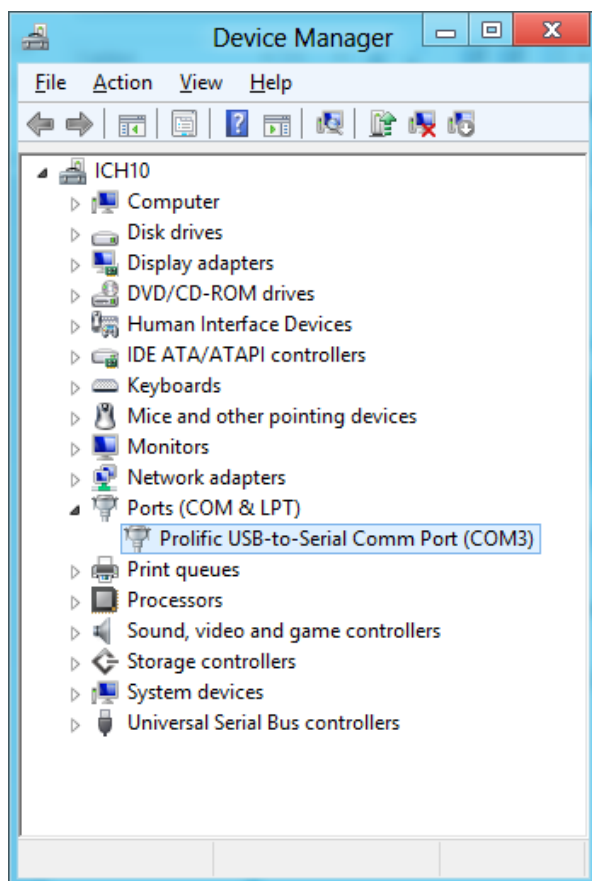 Device Manager
File Action View Help
ICH10
Computer
Disk drives
Display adapters
DVD/CD-ROM drives
Human Interface Devices
IDE ATA/ATAPI controllers
Keyboards
Mice and other pointing devices
Monitors
Network adapters
Ports (COM & LPT)
Prolific USB-to-Serial Comm Port (COM3)
Print queues
Processors
Sound, video and game controllers
Storage controllers
System devices
Universal Serial Bus controllers